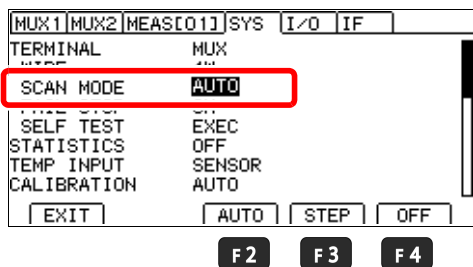 MUX1 MUX2 MEAS[01] SYS I/O IF
TERMINAL MUX
SCAN MODE AUTO
SELF TEST EXEC
STATISTICS OFF
TEMP INPUT SENSOR
CALIBRATION AUTO
EXIT AUTO STEP OFF
F2 F3 F4